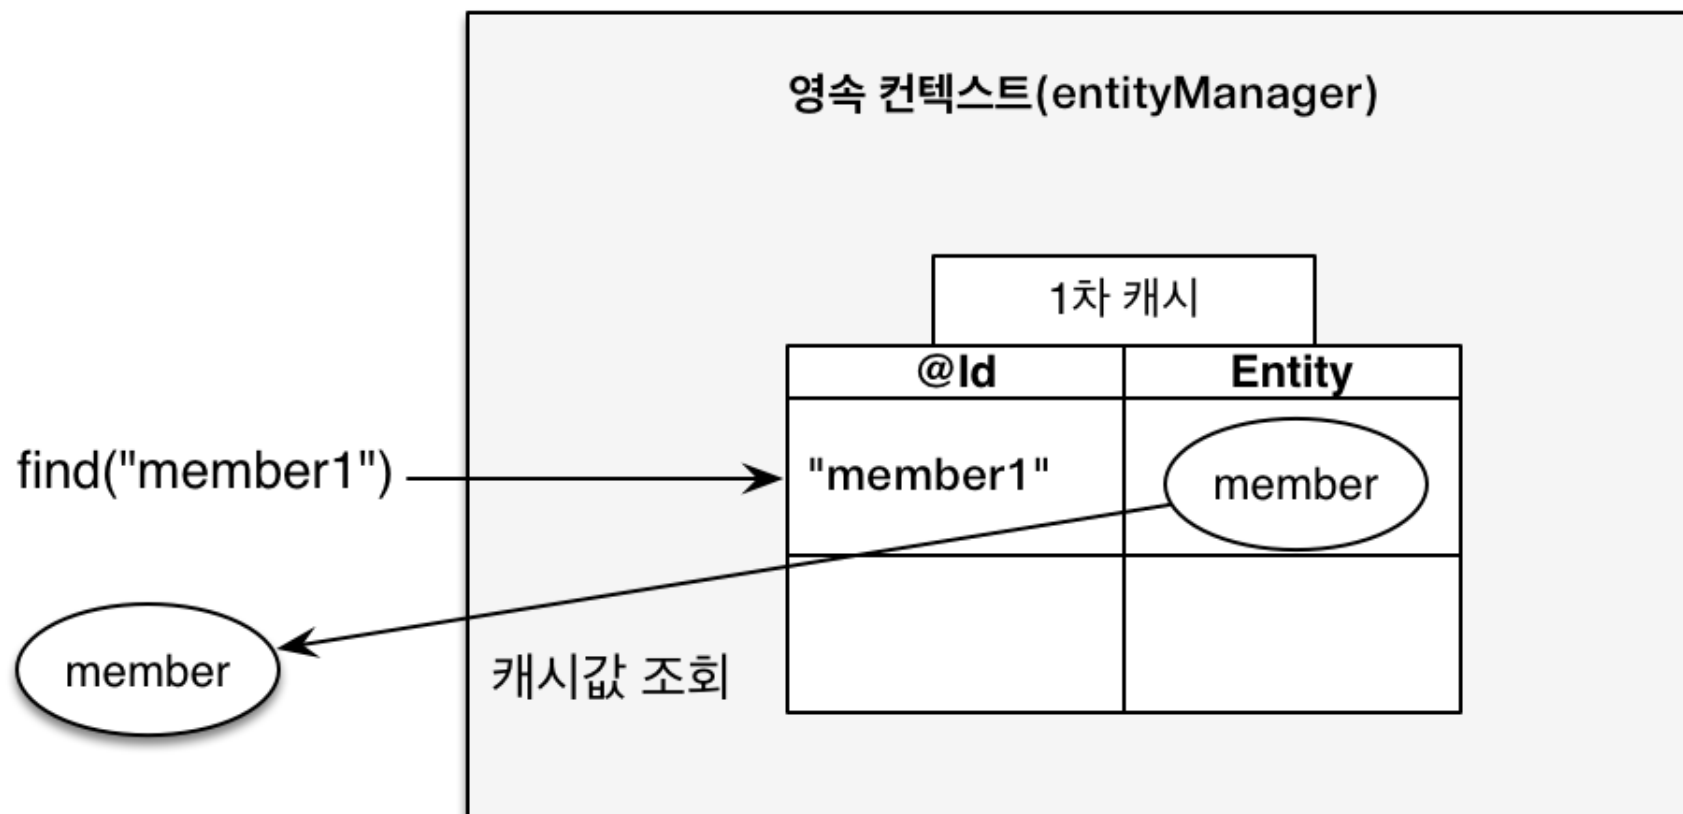 영속 컨텍스트(entityManager)
1차 캐시
@Id Entity
find("member1") "member1" member
member 캐시값 조회